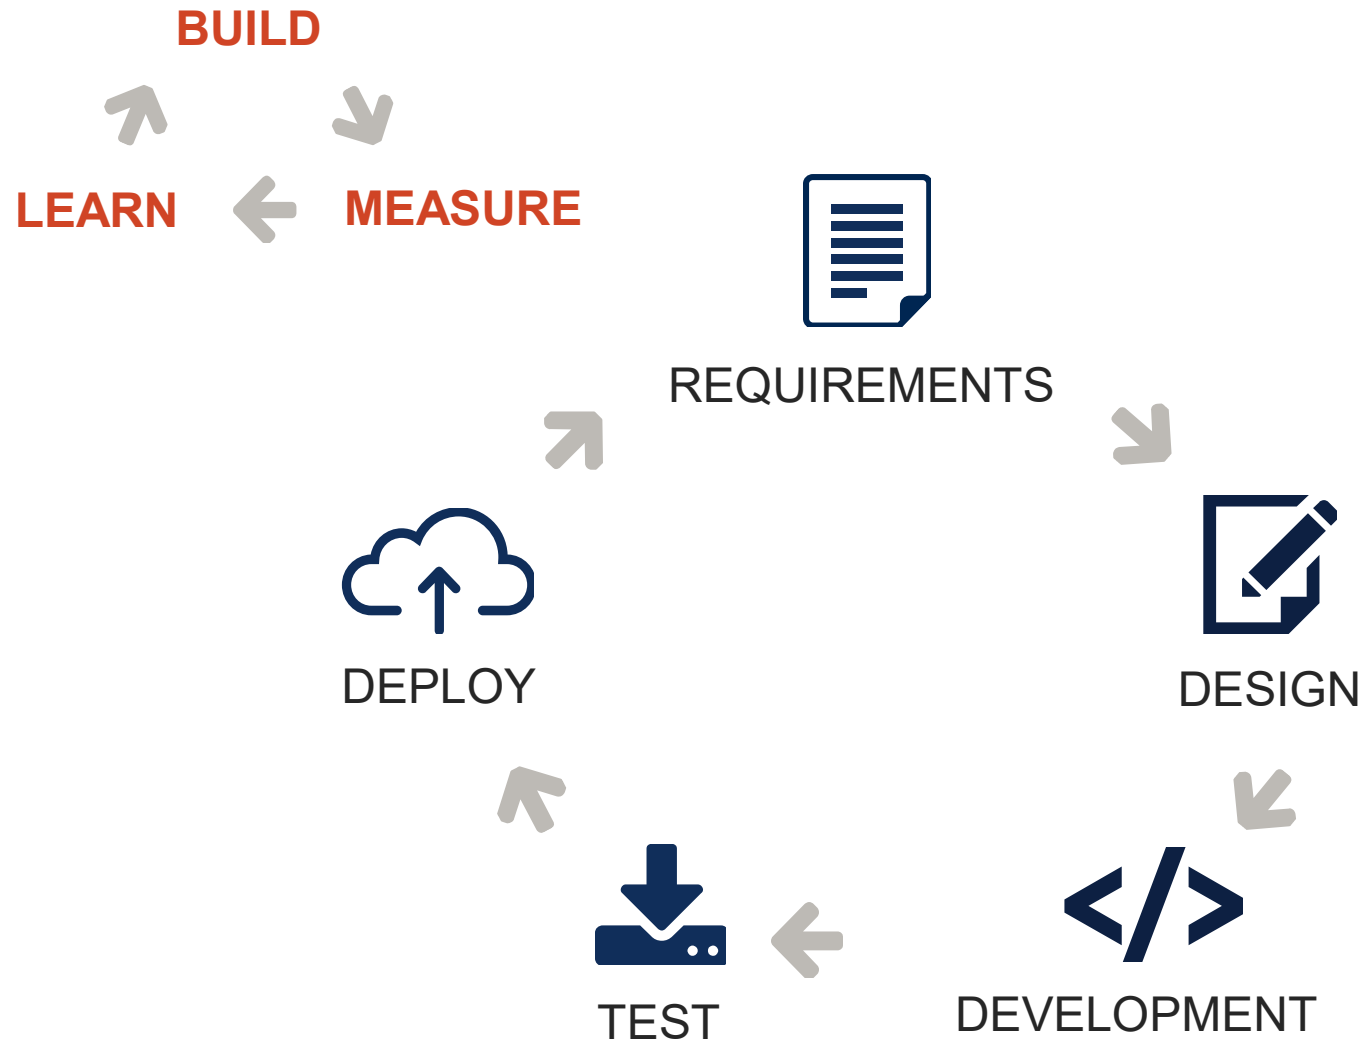 BUILD
LEARN
MEASURE
REQUIREMENTS
DEPLOY
DESIGN
</>
TEST
DEVELOPMENT